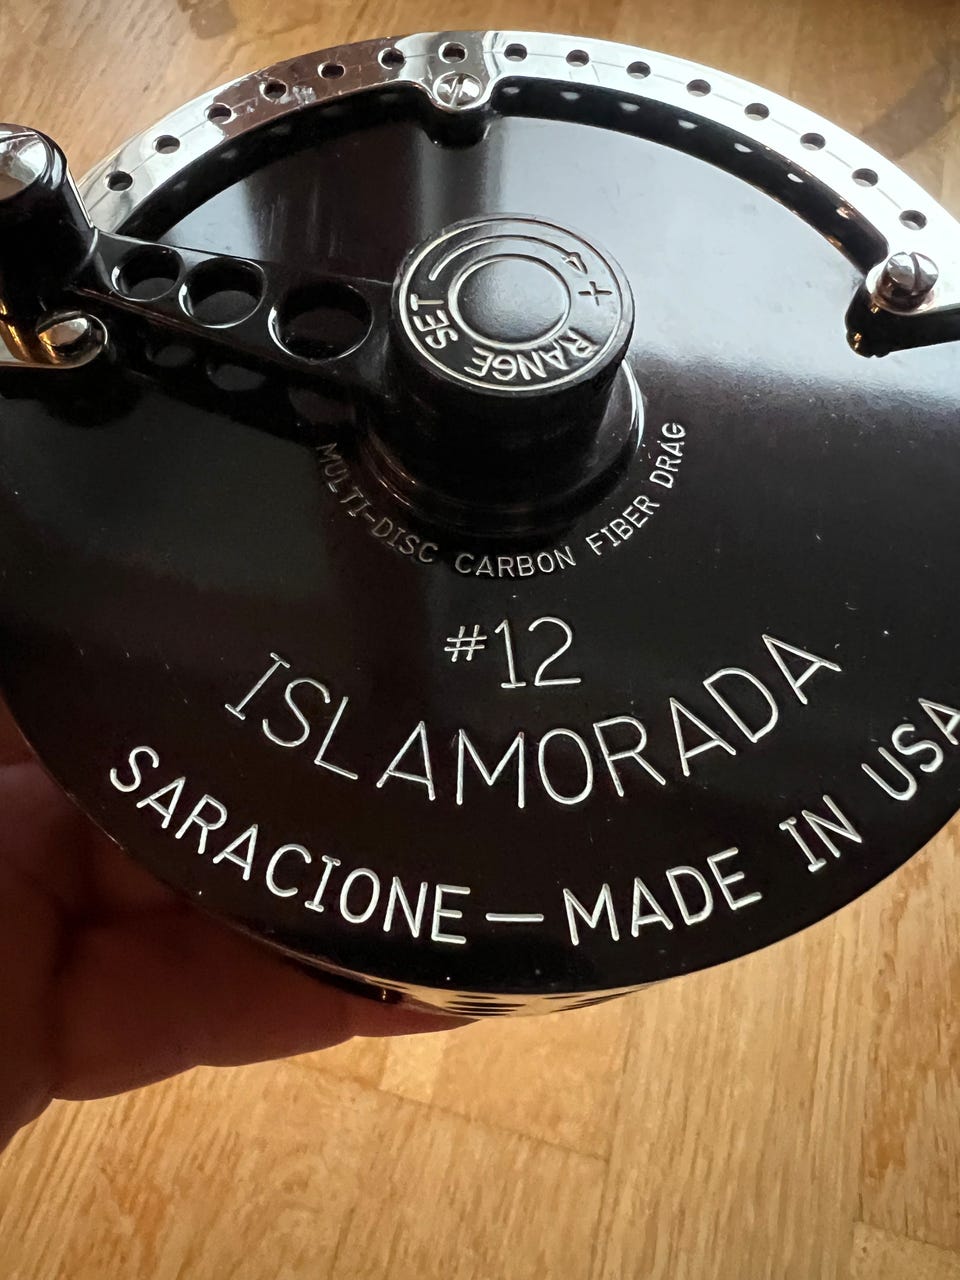 + RANGE SET
MULTI-DISC CARBON FIBER DRAG
#12
ISLAMORADA
SARACIONE — MADE IN USA